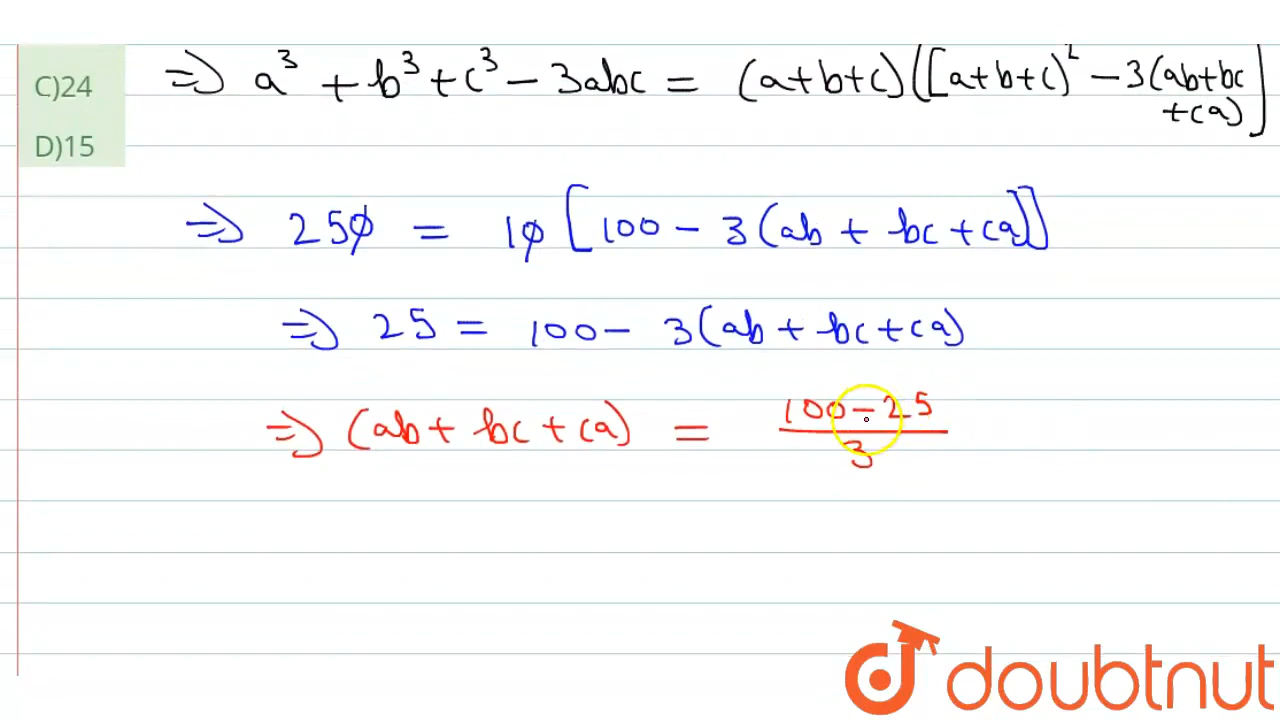 C)24
D)15
⇒ a³ + b³ + c³ − 3abc = (a+b+c)([a+b+c)² − 3(ab+bc
+ca)]
⇒ 250 = 10 [100 − 3(ab + bc+ca)]
⇒ 25 = 100 − 3(ab + bc+ca)
⇒ (ab+ bc+ca) = 100−25
3
doubtnut